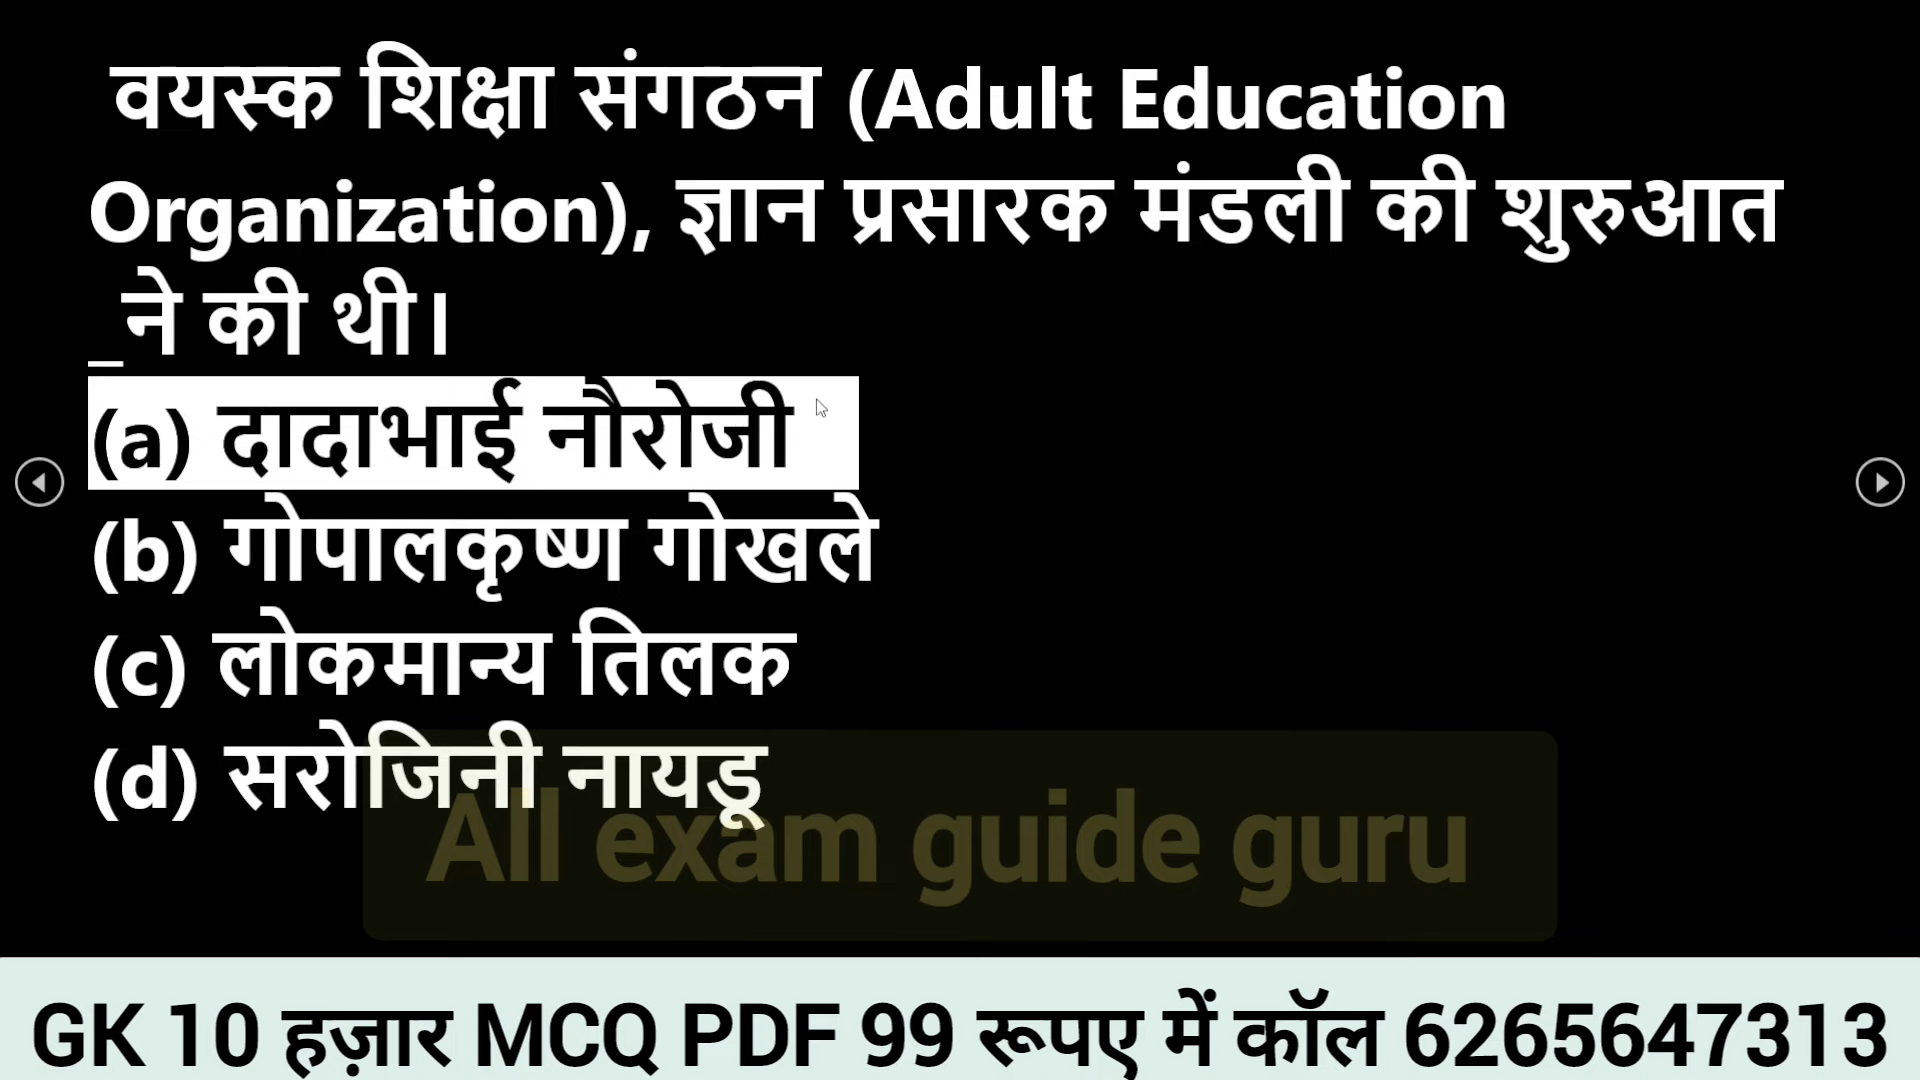 वयस्क शिक्षा संगठन (Adult Education
Organization), ज्ञान प्रसारक मंडली की शुरुआत
_ने की थी।
(a) दादाभाई नौरोजी
(b) गोपालकृष्ण गोखले
(c) लोकमान्य तिलक
(d) सरोजिनी नायडू
All exam guide guru
GK 10 हज़ार MCQ PDF 99 रूपए में कॉल 6265647313